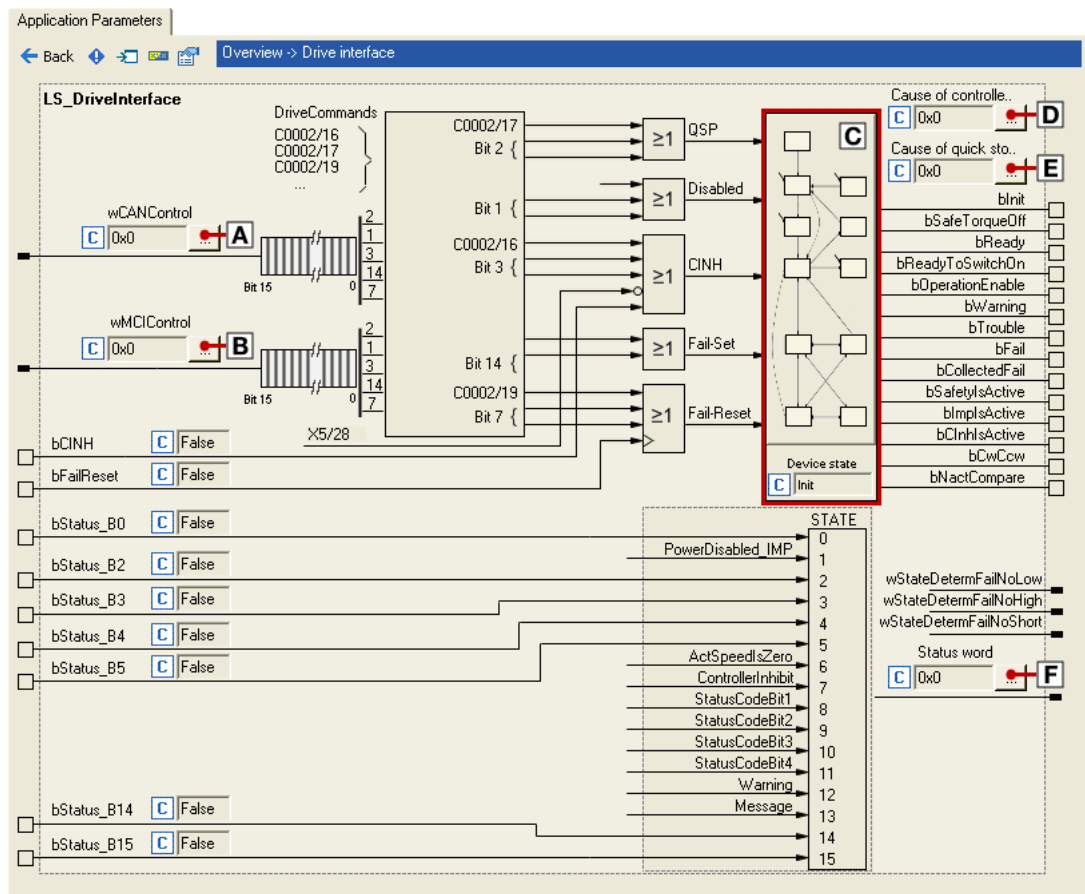 Application Parameters
Back
Overview -> Drive interface
LS_DriveInterface
DriveCommands
C0002/16
C0002/17
C0002/19
...
wCANControl
C 0x0 ... A
Bit 15 0
2
1
3
14
7
wMCIControl
C 0x0 ... B
Bit 15 0
2
1
3
14
7
C0002/17
Bit 2 {
Bit 1 {
C0002/16
Bit 3 {
Bit 14 {
C0002/19
Bit 7 {
X5/28
≥1 QSP
≥1 Disabled
≥1 CINH
≥1 Fail-Set
≥1 Fail-Reset
C
Device state
C Init
Cause of controlle..
C 0x0 ... D
Cause of quick sto..
C 0x0 ... E
bInit
bSafeTorqueOff
bReady
bReadyToSwitchOn
bOperationEnable
bWarning
bTrouble
bFail
bCollectedFail
bSafetyIsActive
bImpIsActive
bCInhIsActive
bCwCcw
bNactCompare
bCINH C False
bFailReset C False
bStatus_B0 C False
bStatus_B2 C False
bStatus_B3 C False
bStatus_B4 C False
bStatus_B5 C False
bStatus_B14 C False
bStatus_B15 C False
STATE
0
PowerDisabled_IMP 1
2
3
4
5
ActSpeedIsZero 6
ControllerInhibit 7
StatusCodeBit1 8
StatusCodeBit2 9
StatusCodeBit3 10
StatusCodeBit4 11
Warning 12
Message 13
14
15
wStateDetermFailNoLow
wStateDetermFailNoHigh
wStateDetermFailNoShort
Status word
C 0x0 ... F